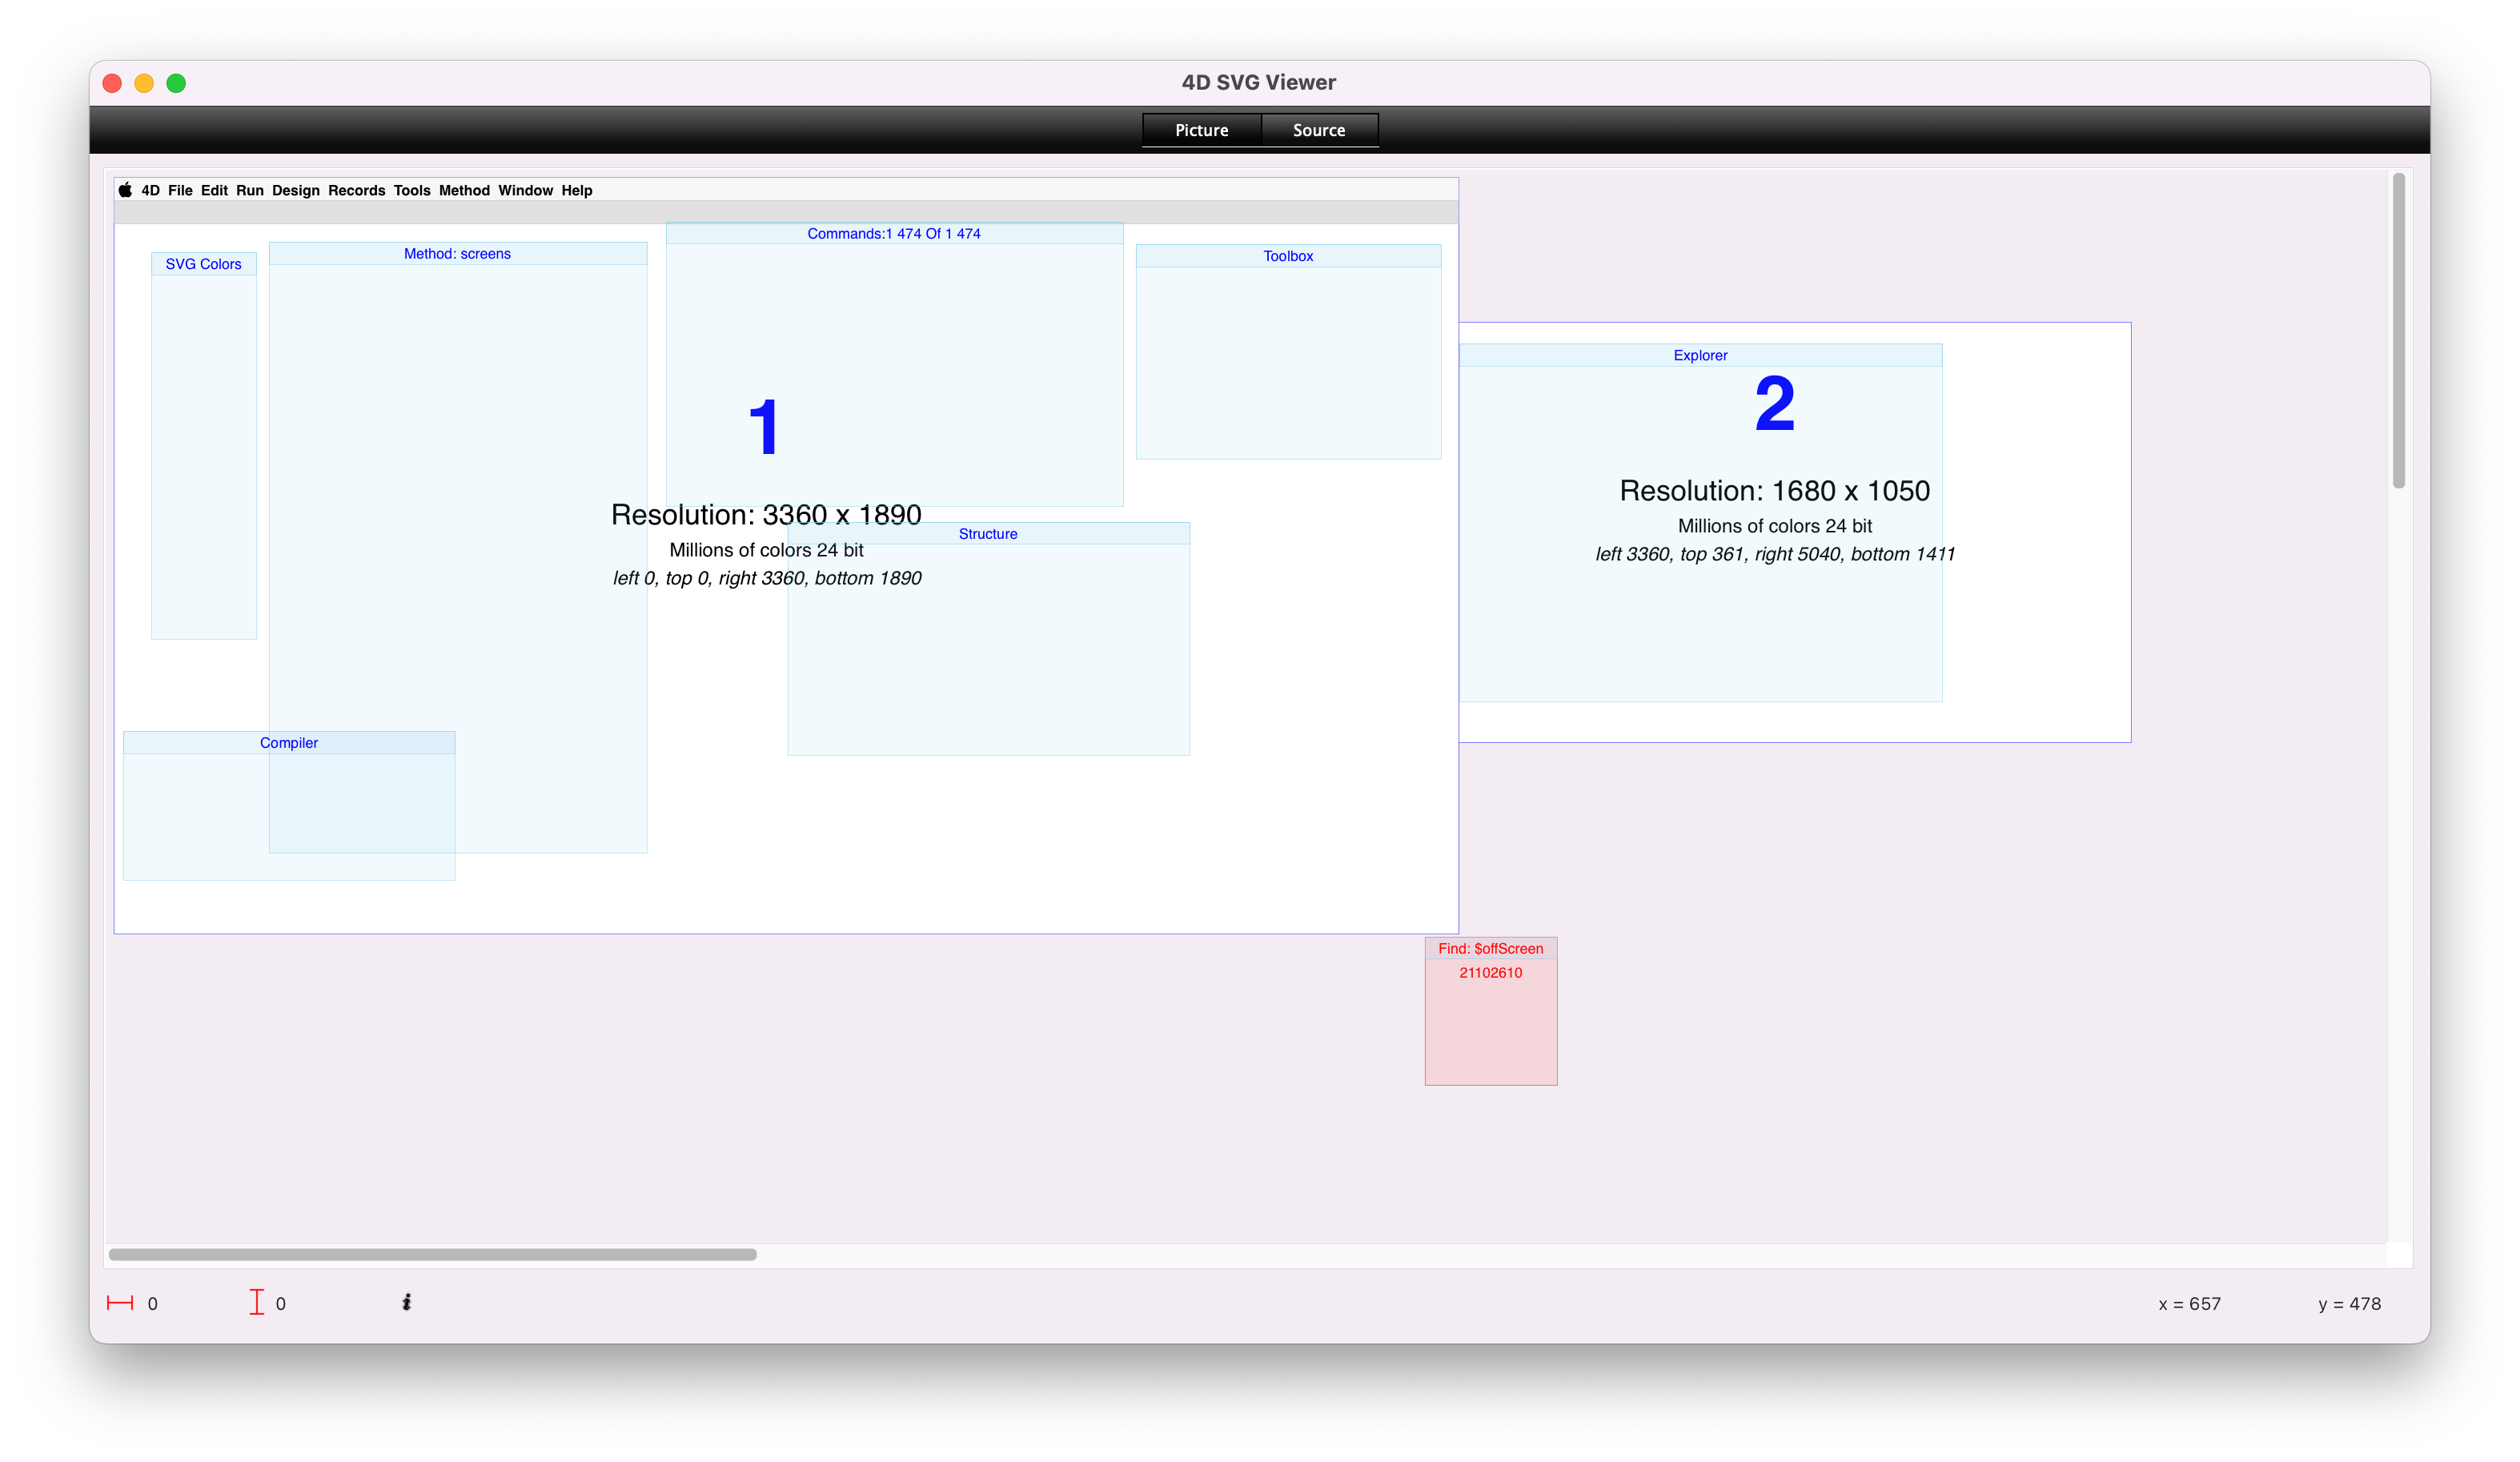 4D SVG Viewer
Picture Source
4D File Edit Run Design Records Tools Method Window Help
SVG Colors
Method: screens
Commands:1 474 Of 1 474
Toolbox
1
Resolution: 3360 x 1890
Millions of colors 24 bit
left 0, top 0, right 3360, bottom 1890
Structure
Compiler
Explorer
2
Resolution: 1680 x 1050
Millions of colors 24 bit
left 3360, top 361, right 5040, bottom 1411
Find: $offScreen
21102610
0 0 i x = 657 y = 478